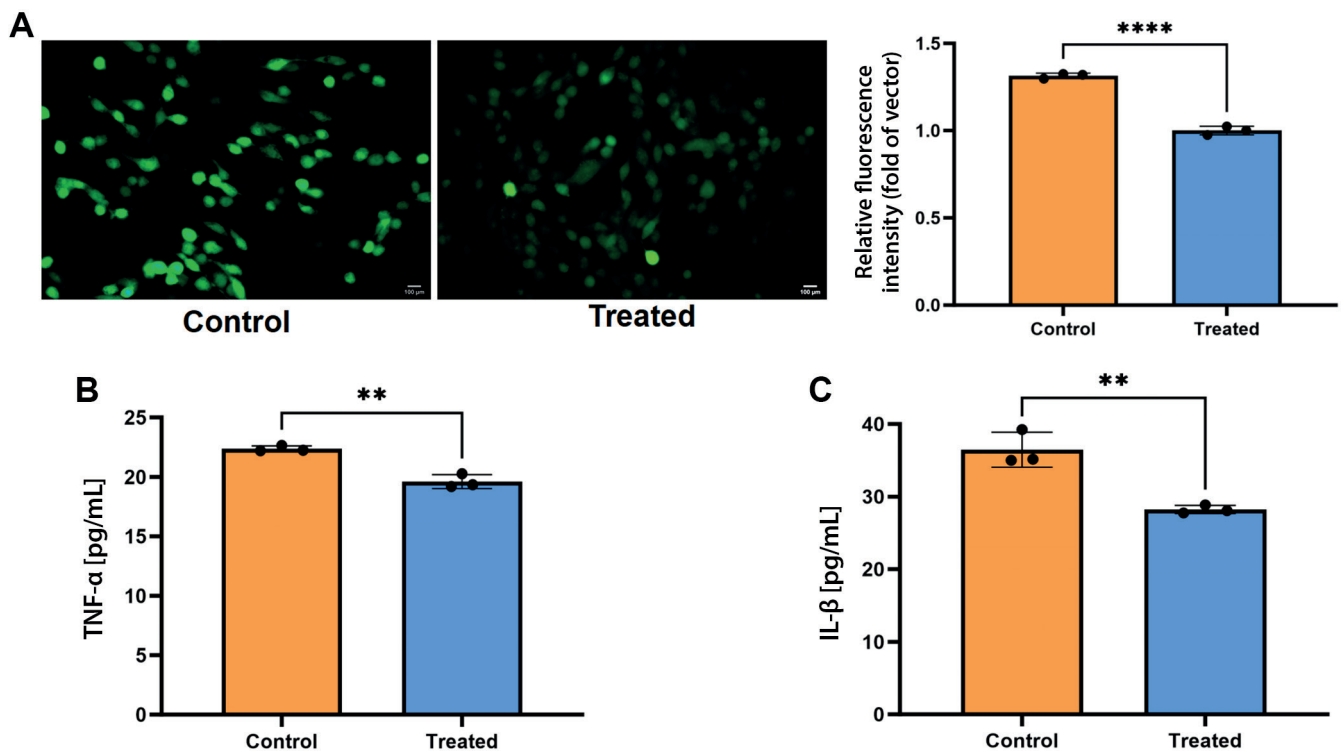 A
100 μm
100 μm
Control
Treated
Relative fluorescence
intensity (fold of vector)
1.5
1.0
0.5
0.0
****
Control
Treated
B
TNF-α [pg/mL]
25
20
15
10
5
0
**
Control
Treated
C
IL-β [pg/mL]
40
30
20
10
0
**
Control
Treated